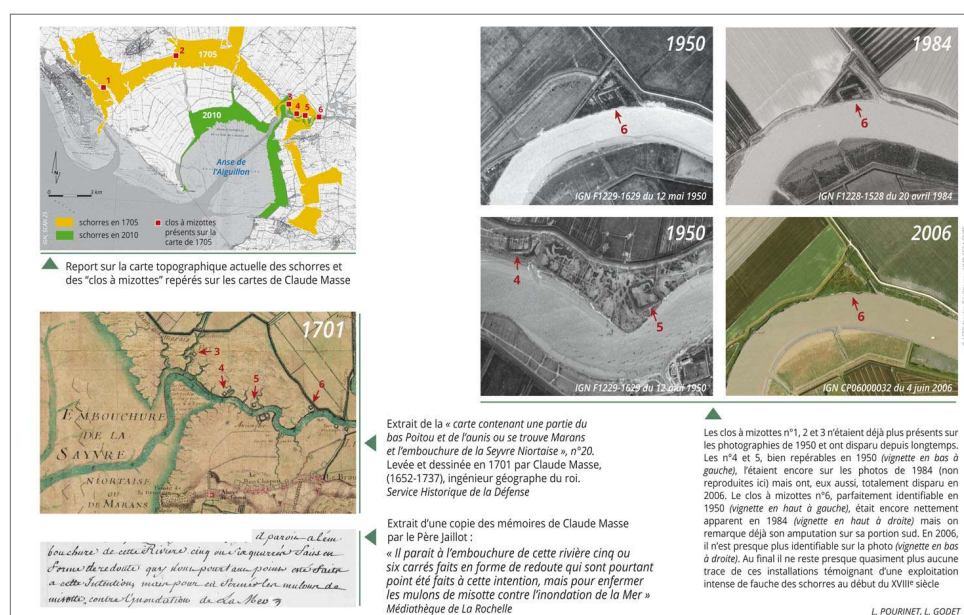 1705
2
1
2010
3
4
5
6
Anse de
l'Aiguillon
0 3 km
schorres en 1705
schorres en 2010
clos à mizottes
présents sur la
carte de 1705
Report sur la carte topographique actuelle des schorres et
des "clos à mizottes" repérés sur les cartes de Claude Masse
1701
3
4
5
6
EMBOUCHURE
DE LA
SAYVRE
NIORTAISE
OU
DE MARANS
il paroit a l'em
bouchure de cette Riviere cinq ou six quarrés faits en
forme de redoute qui sont pourtant point été faits
a cette Intention, mais pour en fermer les mulons de
misotte contre l'inondation de La Mer
Extrait de la « carte contenant une partie du
bas Poitou et de l'aunis ou se trouve Marans
et l'embouchure de la Seyvre Niortaise », n°20.
Levée et dessinée en 1701 par Claude Masse,
(1652-1737), ingénieur géographe du roi.
Service Historique de la Défense
Extrait d'une copie des mémoires de Claude Masse
par le Père Jaillot :
« Il parait à l'embouchure de cette rivière cinq ou
six carrés faits en forme de redoute qui sont pourtant
point été faits à cette intention, mais pour enfermer
les mulons de misotte contre l'inondation de la Mer »
Médiathèque de La Rochelle
1950
6
IGN F1229-1629 du 12 mai 1950
1984
6
IGN F1228-1528 du 20 avril 1984
1950
4
5
IGN F1229-1629 du 12 mai 1950
2006
6
IGN CP06000032 du 4 juin 2006
Les clos à mizottes n°1, 2 et 3 n'étaient déjà plus présents sur
les photographies de 1950 et ont disparu depuis longtemps.
Les n°4 et 5, bien repérables en 1950 (vignette en bas à
gauche), l'étaient encore sur les photos de 1984 (non
reproduites ici) mais ont, eux aussi, totalement disparu en
2006. Le clos à mizottes n°6, parfaitement identifiable en
1950 (vignette en haut à gauche), était encore nettement
apparent en 1984 (vignette en haut à droite) mais on
remarque déjà son amputation sur sa portion sud. En 2006,
il n'est presque plus identifiable sur la photo (vignette en bas
à droite). Au final il ne reste presque quasiment plus aucune
trace de ces installations témoignant d'une exploitation
intense de fauche des schorres au début du XVIIIe siècle
L. POURINET, L. GODET